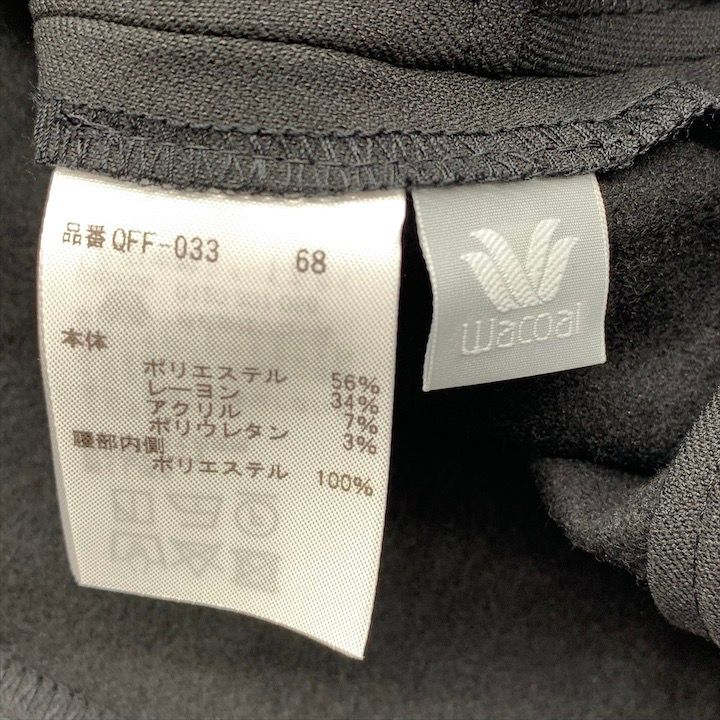 品番 QFF-033 68
本体
ポリエステル 56%
レーヨン 34%
アクリル 7%
ポリウレタン 3%
腰部内側
ポリエステル 100%
Wacoal